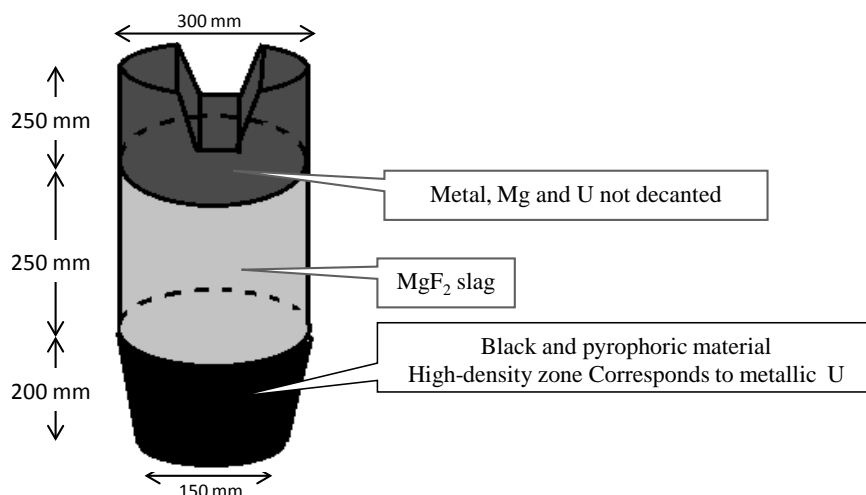 300 mm
250 mm
Metal, Mg and U not decanted
250 mm
MgF₂ slag
Black and pyrophoric material
High-density zone Corresponds to metallic U
200 mm
150 mm